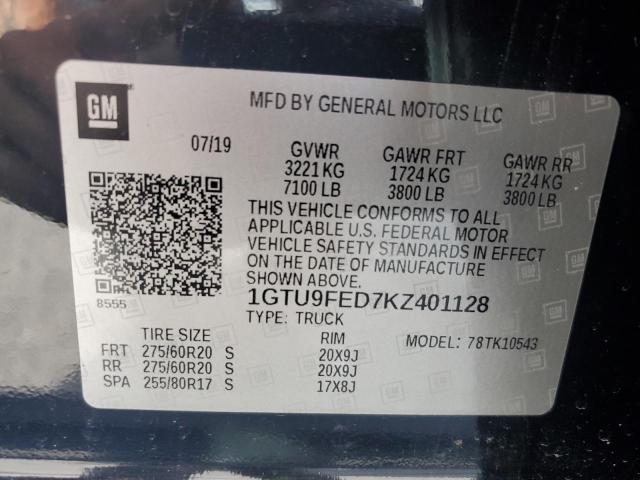 GM
MFD BY GENERAL MOTORS LLC
07/19
GVWR GAWR FRT GAWR RR
3221 KG 1724 KG 1724 KG
7100 LB 3800 LB 3800 LB
THIS VEHICLE CONFORMS TO ALL
APPLICABLE U.S. FEDERAL MOTOR
VEHICLE SAFETY STANDARDS IN EFFECT
ON THE DATE OF MANUFACTURE
SHOWN ABOVE.
8555
1GTU9FED7KZ401128
TYPE: TRUCK
MODEL: 78TK10543
TIRE SIZE RIM
FRT 275/60R20 S 20X9J
RR 275/60R20 S 20X9J
SPA 255/80R17 S 17X8J